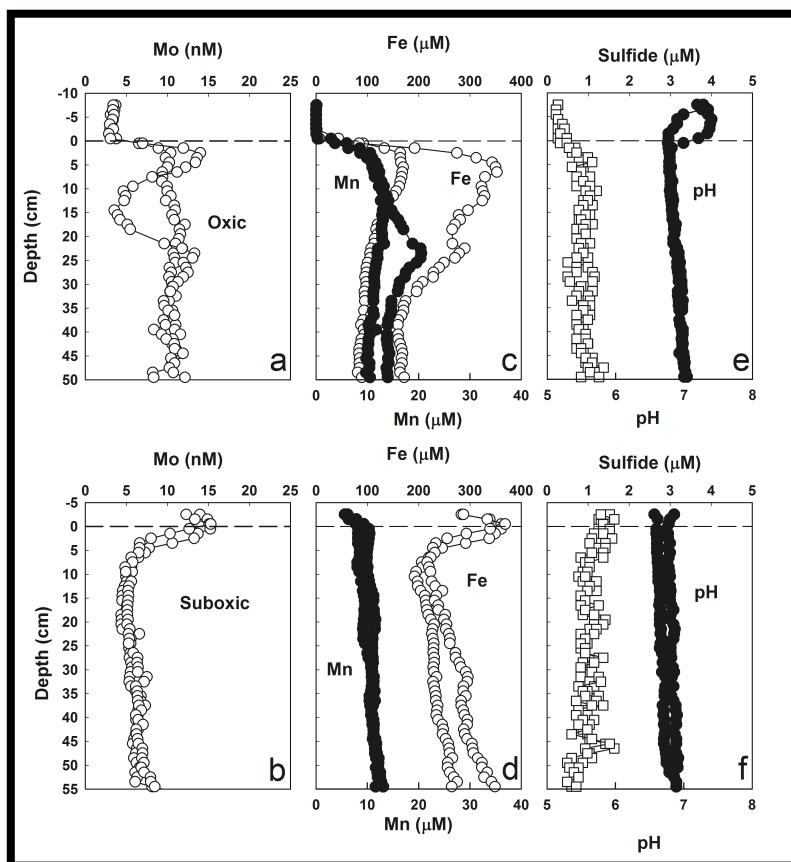 Mo (nM) Fe (μM) Sulfide (μM)
0 5 10 15 20 25 0 100 200 300 400 0 1 2 3 4 5
-10
-5
0
5
10
15
20
25
30
35
40
45
50
Depth (cm)
Oxic
a
Mn
Fe
c
pH
e
0 10 20 30 40
5 6 7 8
Mn (μM) pH
Mo (nM) Fe (μM) Sulfide (μM)
0 5 10 15 20 25 0 100 200 300 400 0 1 2 3 4 5
-5
0
5
10
15
20
25
30
35
40
45
50
55
Depth (cm)
Suboxic
b
Mn
Fe
d
pH
f
0 10 20 30 40
5 6 7 8
Mn (μM)
pH